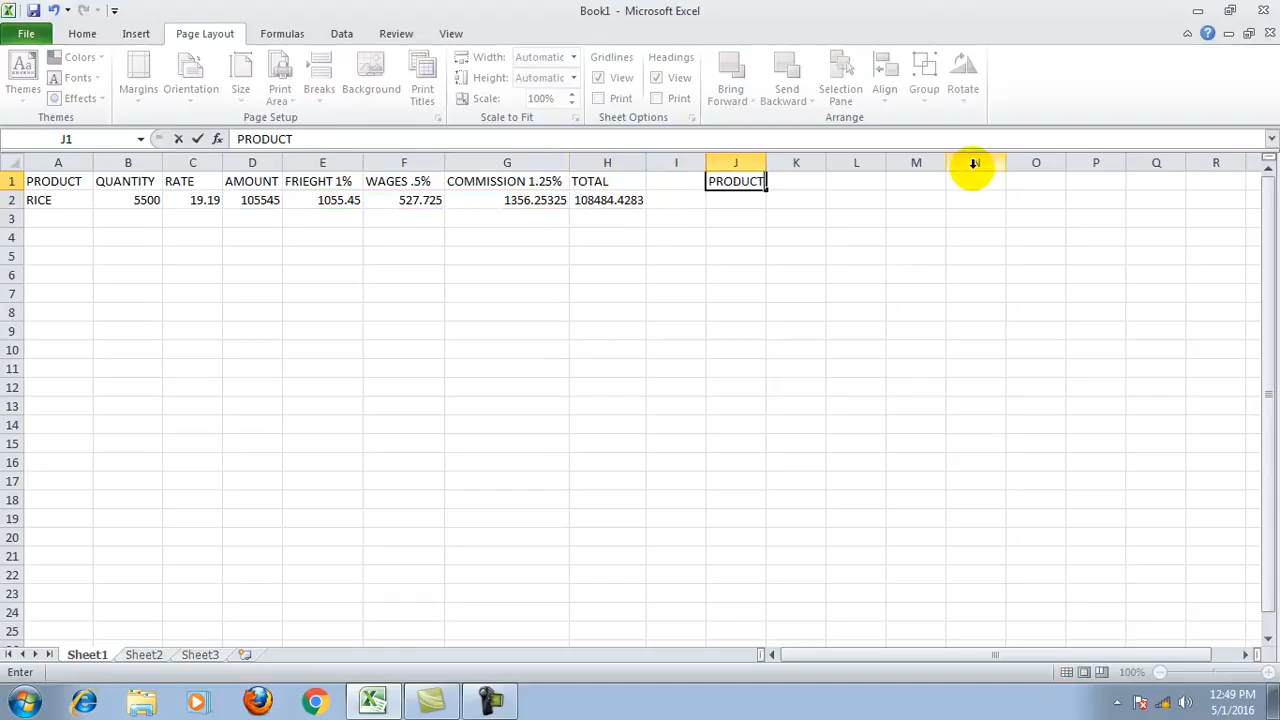 Book1 - Microsoft Excel
File Home Insert Page Layout Formulas Data Review View
Themes Colors Fonts Effects Themes
Margins Orientation Size Print Area Breaks Background Print Titles Page Setup
Width: Automatic Height: Automatic Scale: 100% Scale to Fit
Gridlines View Print Headings View Print Sheet Options
Bring Forward Send Backward Selection Pane Align Group Rotate Arrange
J1 fx PRODUCT
A B C D E F G H I J K L M N O P Q R
1 PRODUCT QUANTITY RATE AMOUNT FRIEGHT 1% WAGES .5% COMMISSION 1.25% TOTAL PRODUCT
2 RICE 5500 19.19 105545 1055.45 527.725 1356.25325 108484.4283
3
4
5
6
7
8
9
10
11
12
13
14
15
16
17
18
19
20
21
22
23
24
25
Sheet1 Sheet2 Sheet3
Enter 100%
12:49 PM
5/1/2016